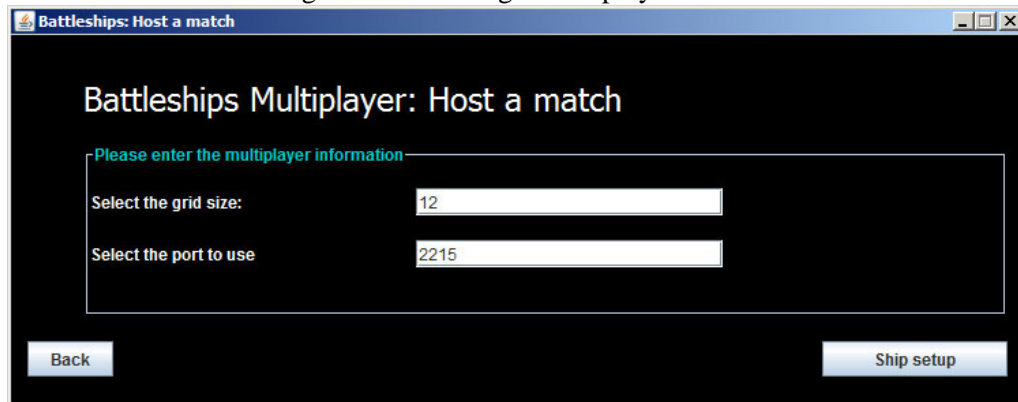 Battleships: Host a match
Battleships Multiplayer: Host a match
Please enter the multiplayer information
Select the grid size: 12
Select the port to use 2215
Back Ship setup